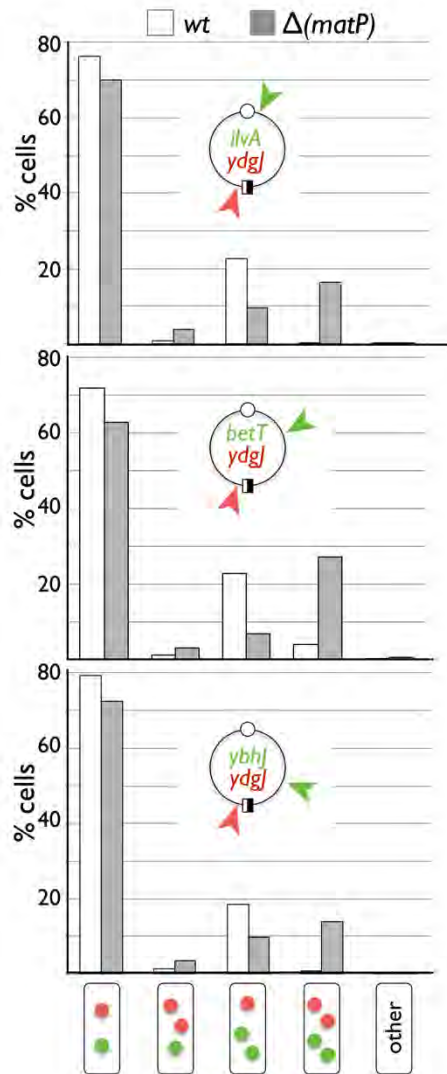 wt Δ(matP)
80
60
40
20
% cells
ilvA
ydgJ
80
60
40
20
% cells
betT
ydgJ
80
60
40
20
% cells
ybhJ
ydgJ
other